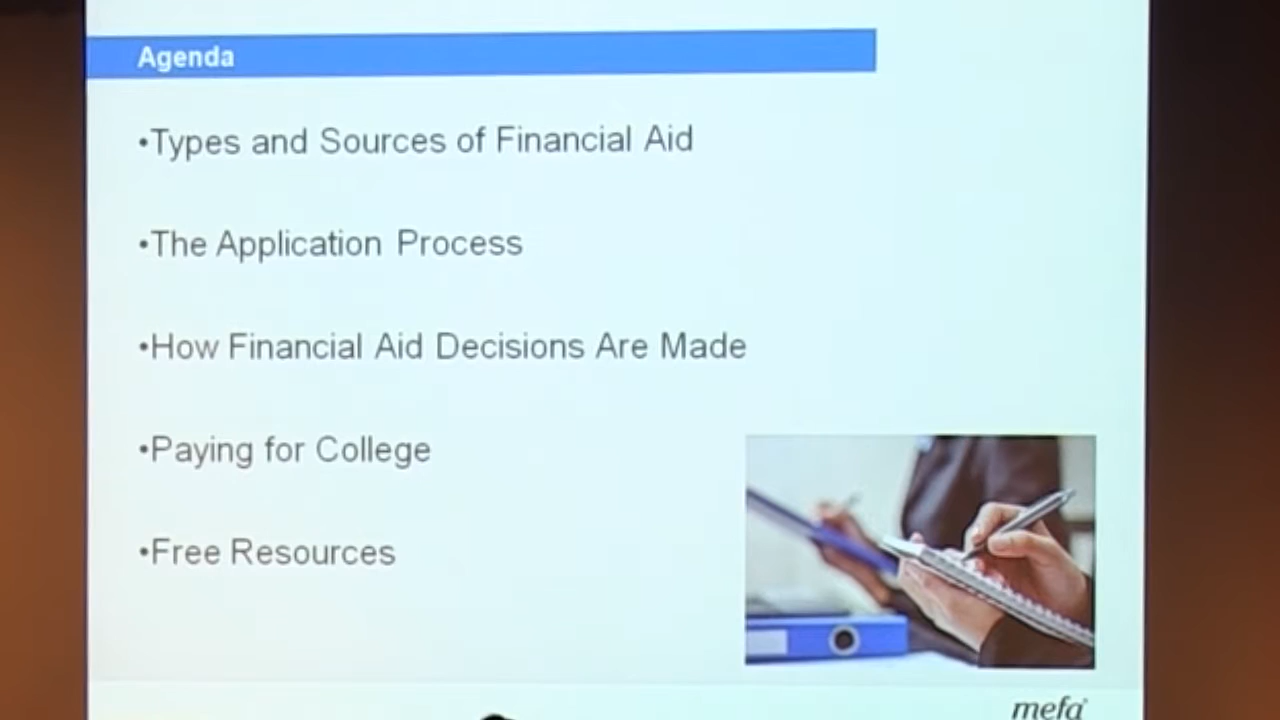 Agenda
•Types and Sources of Financial Aid
•The Application Process
•How Financial Aid Decisions Are Made
•Paying for College
•Free Resources
mefa®